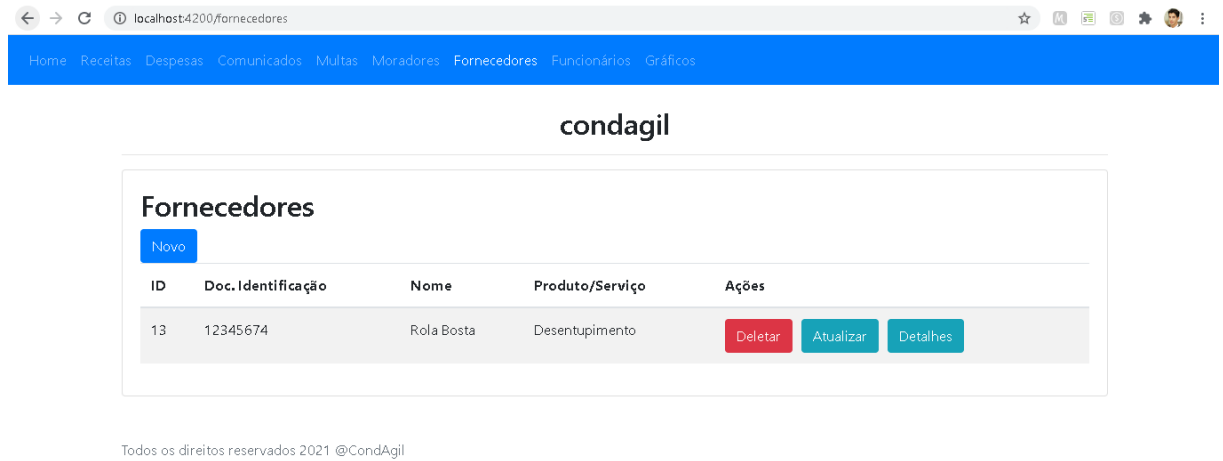 localhost:4200/fornecedores
Home Receitas Despesas Comunicados Multas Moradores Fornecedores Funcionários Gráficos
condagil
Fornecedores
Novo
ID Doc. Identificação Nome Produto/Serviço Ações
13 12345674 Rola Bosta Desentupimento Deletar Atualizar Detalhes
Todos os direitos reservados 2021 @CondAgil